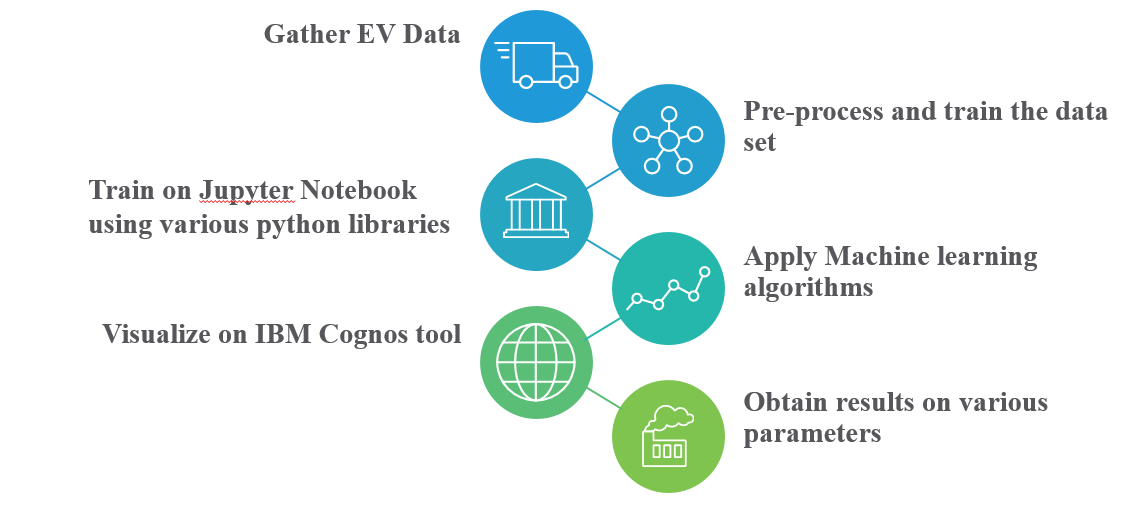 Gather EV Data
Pre-process and train the data
set
Train on Jupyter Notebook
using various python libraries
Apply Machine learning
algorithms
Visualize on IBM Cognos tool
Obtain results on various
parameters